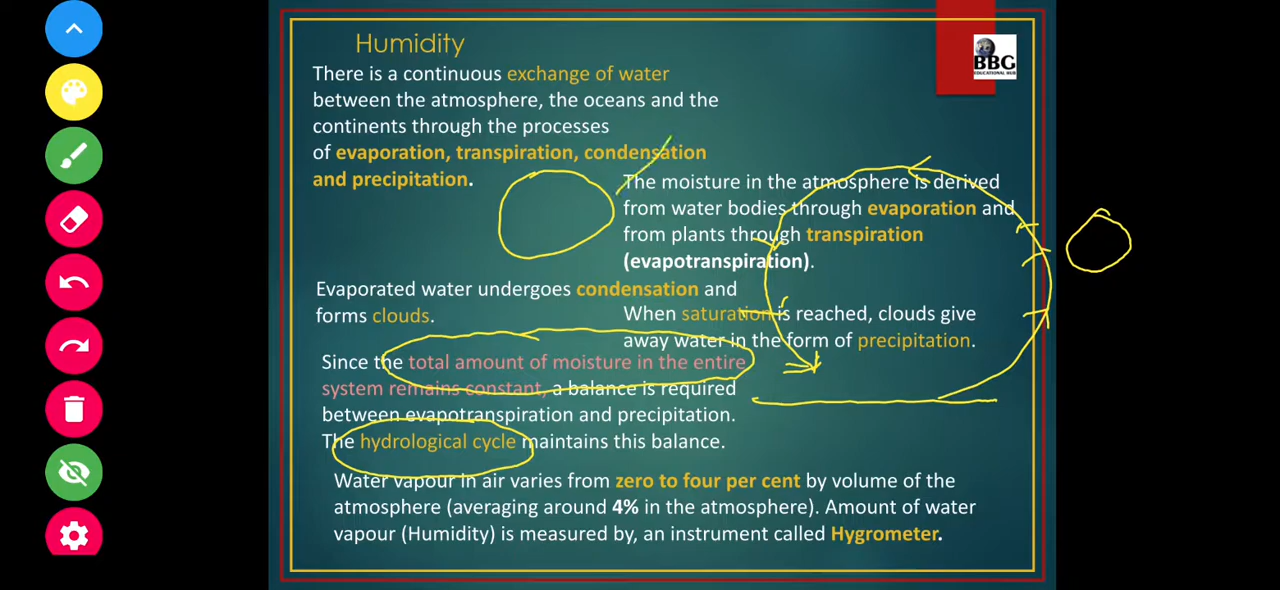 Humidity
There is a continuous exchange of water
between the atmosphere, the oceans and the
continents through the processes
of evaporation, transpiration, condensation
and precipitation.
BBG
EDUCATIONAL HUB
The moisture in the atmosphere is derived
from water bodies through evaporation and
from plants through transpiration
(evapotranspiration).
Evaporated water undergoes condensation and
forms clouds.
When saturation is reached, clouds give
away water in the form of precipitation.
Since the total amount of moisture in the entire
system remains constant, a balance is required
between evapotranspiration and precipitation.
The hydrological cycle maintains this balance.
Water vapour in air varies from zero to four per cent by volume of the
atmosphere (averaging around 4% in the atmosphere). Amount of water
vapour (Humidity) is measured by, an instrument called Hygrometer.